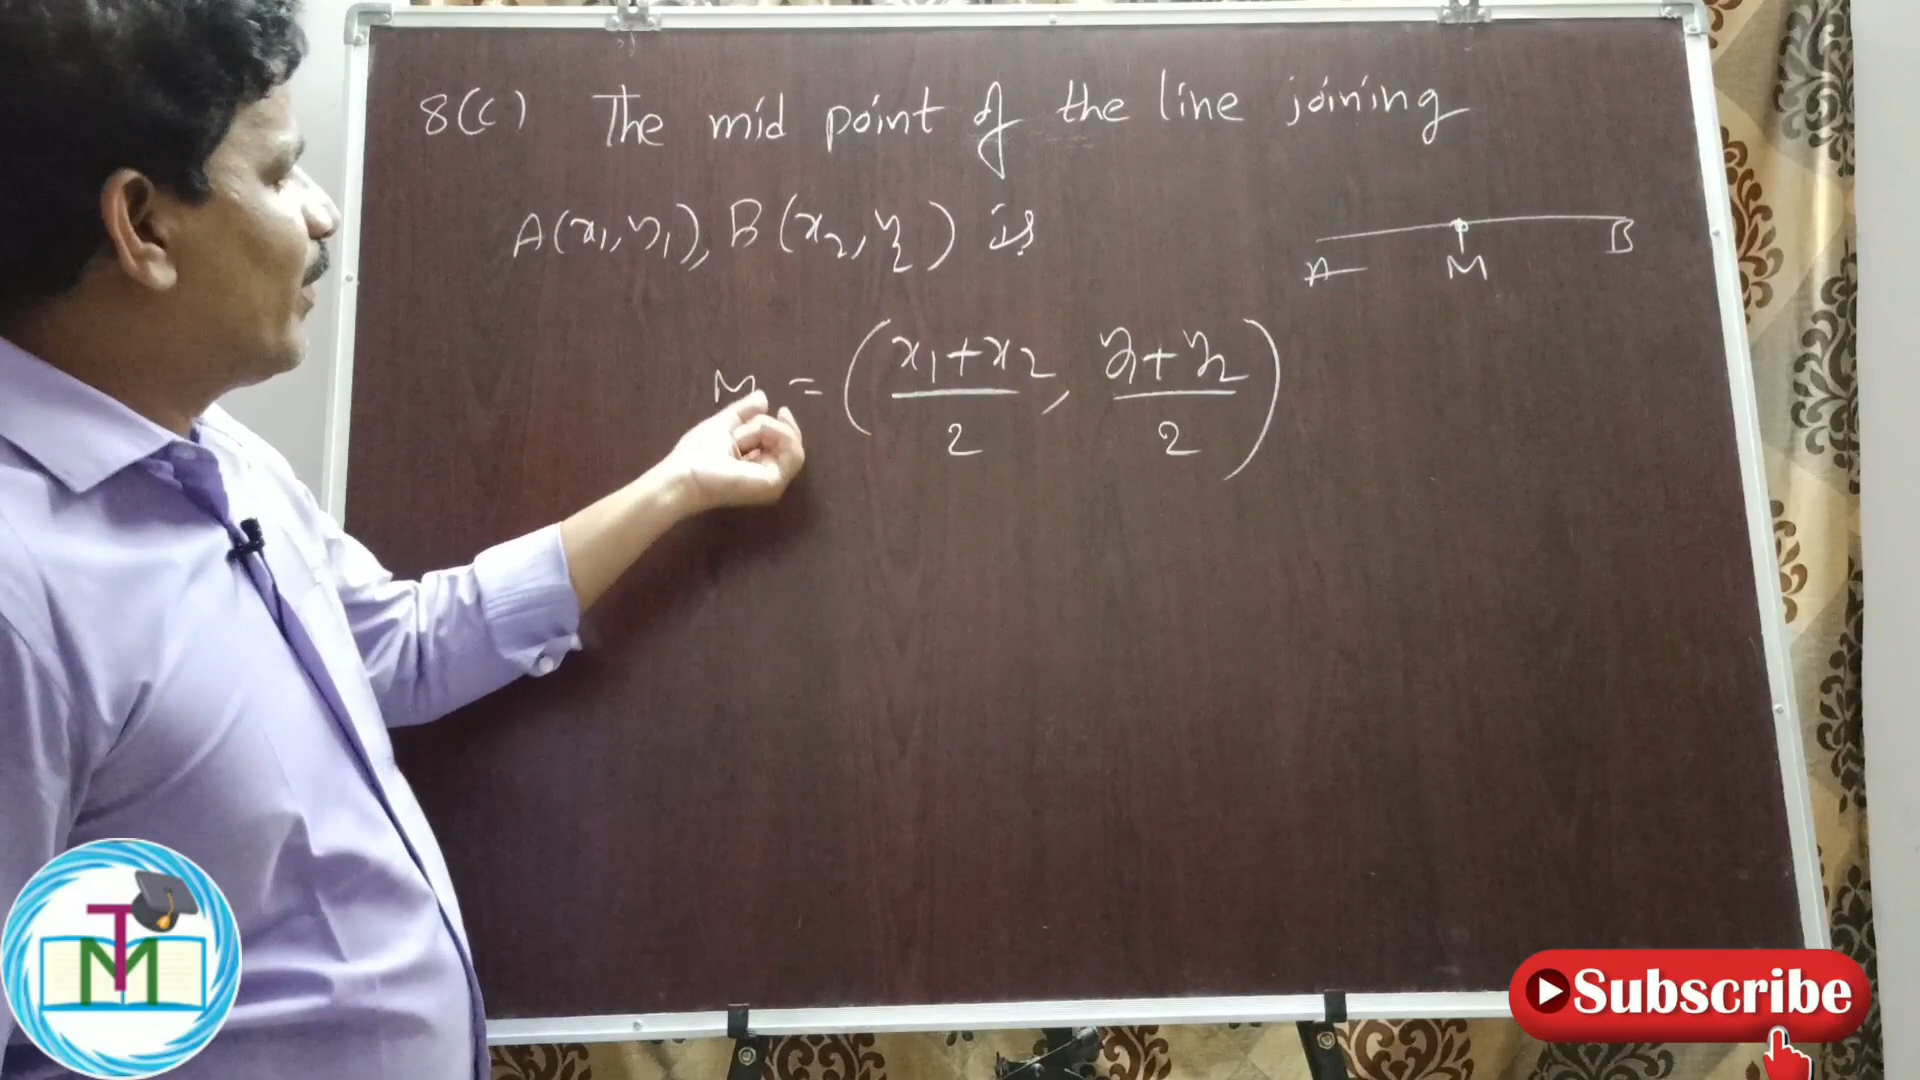 8(c) The mid point of the line joining
A(x₁, y₁), B(x₂, y₂) is
A M B
M = (x₁+x₂/2, y₁+y₂/2)
TM
Subscribe